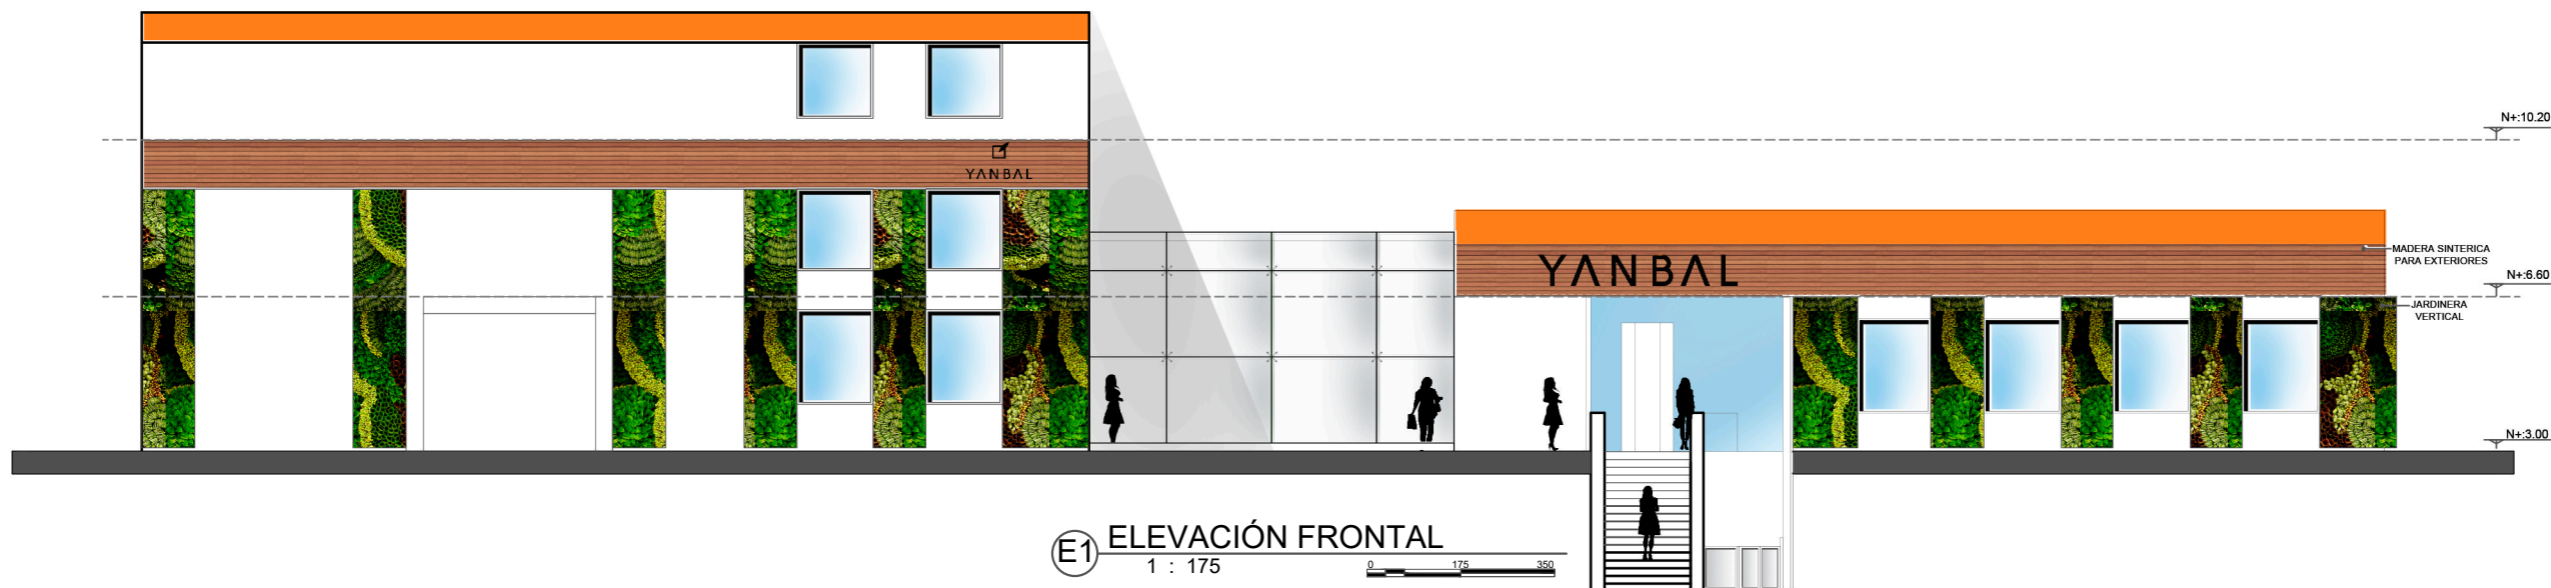 N+:10.20
YANBAL
YANBAL
MADERA SINTERICA
PARA EXTERIORES
N+:6.60
JARDINERA
VERTICAL
N+:3.00
E1
ELEVACIÓN FRONTAL
1 : 175
0 175 350